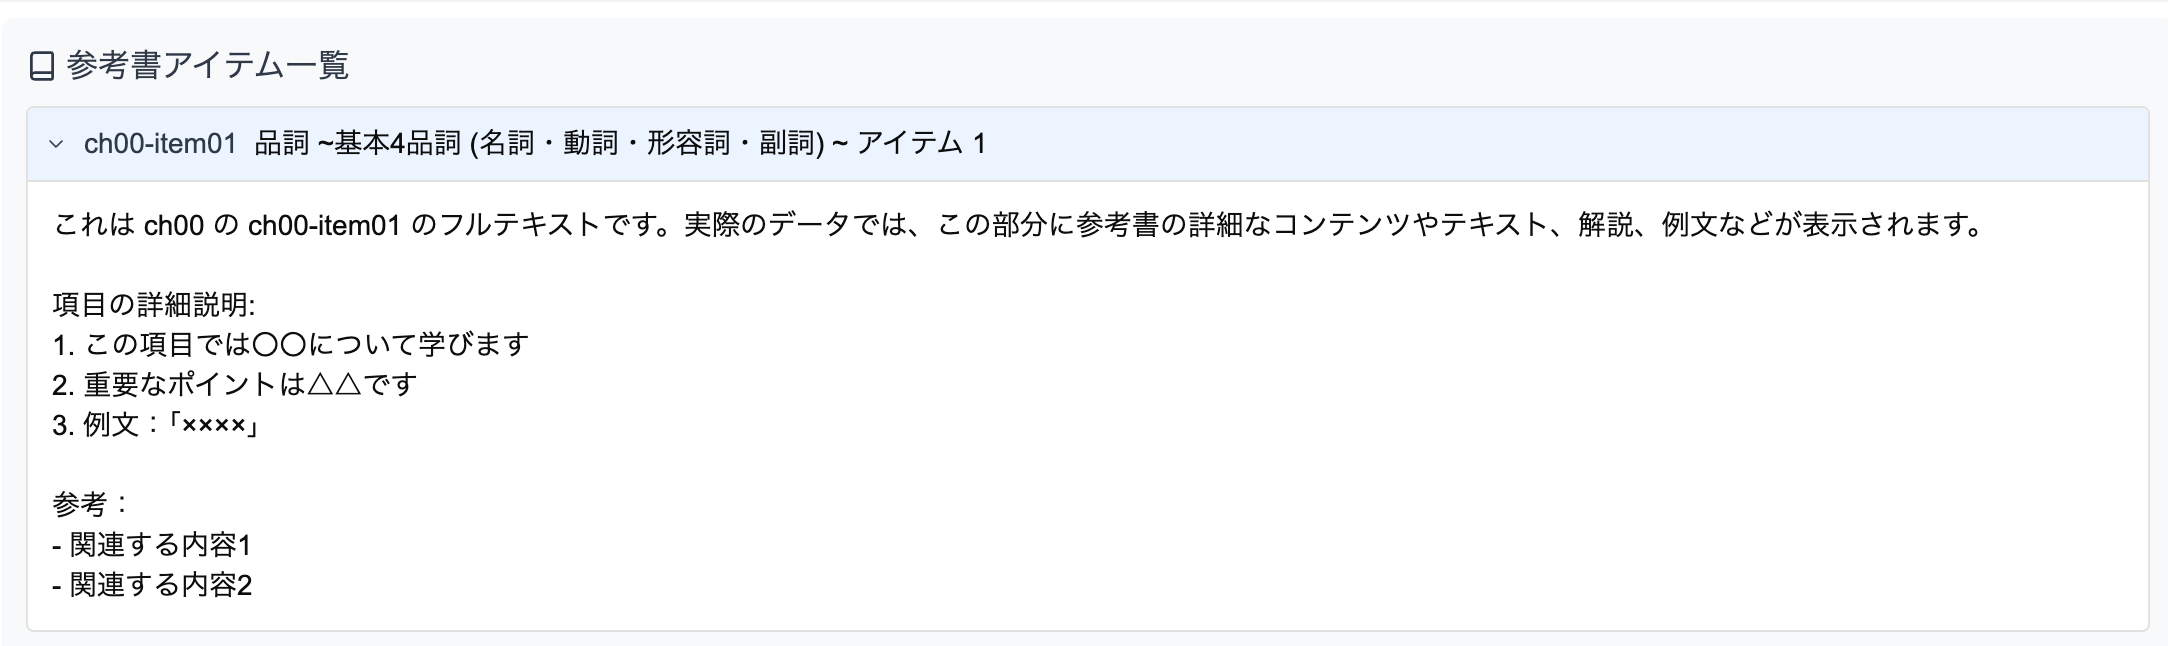 参考書アイテム一覧
ch00-item01 品詞 ~基本4品詞 (名詞・動詞・形容詞・副詞) ~ アイテム 1
これは ch00 の ch00-item01 のフルテキストです。実際のデータでは、この部分に参考書の詳細なコンテンツやテキスト、解説、例文などが表示されます。
項目の詳細説明:
1. この項目では〇〇について学びます
2. 重要なポイントは△△です
3. 例文：「××××」
参考：
- 関連する内容1
- 関連する内容2